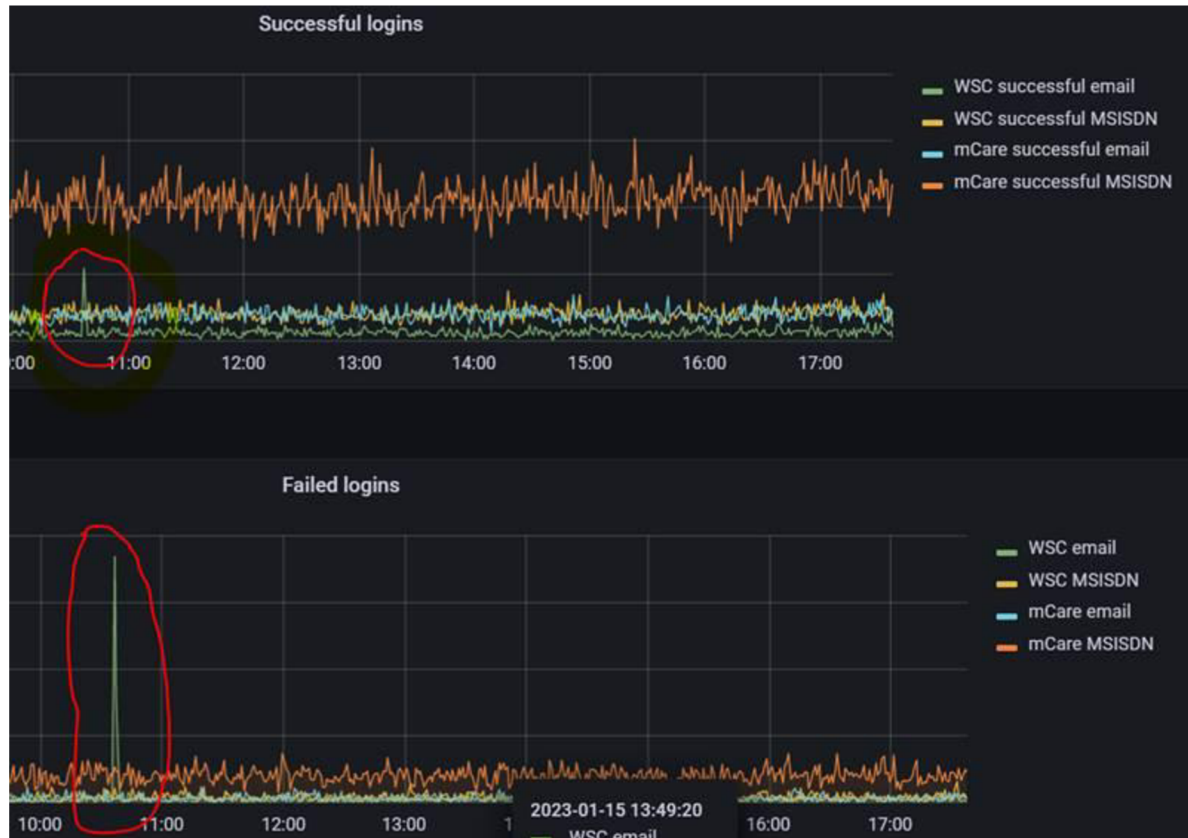 Successful logins
WSC successful email
WSC successful MSISDN
mCare successful email
mCare successful MSISDN
:00 11:00 12:00 13:00 14:00 15:00 16:00 17:00
Failed logins
WSC email
WSC MSISDN
mCare email
mCare MSISDN
10:00 11:00 12:00 13:00 1 16:00 17:00
2023-01-15 13:49:20
WSC email